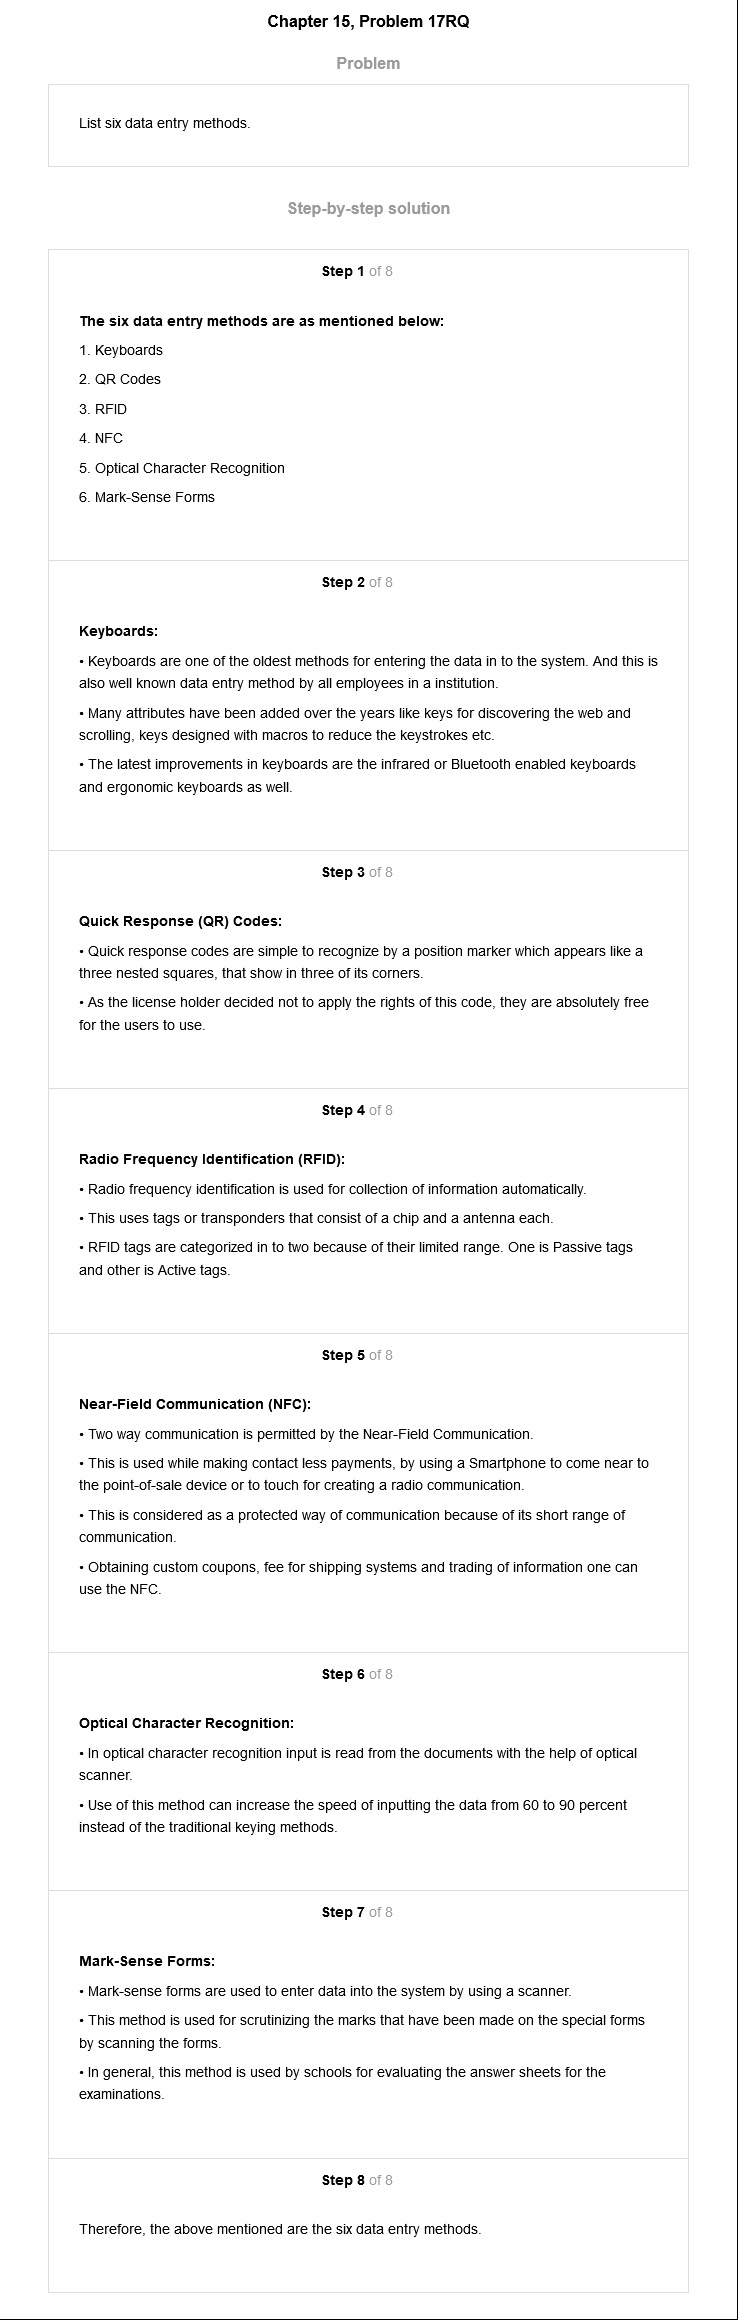 Chapter 15, Problem 17RQ
Problem
List six data entry methods.
Step-by-step solution
Step 1 of 8
The six data entry methods are as mentioned below:
1. Keyboards
2. QR Codes
3. RFID
4. NFC
5. Optical Character Recognition
6. Mark-Sense Forms
Step 2 of 8
Keyboards:
• Keyboards are one of the oldest methods for entering the data in to the system. And this is
also well known data entry method by all employees in a institution.
• Many attributes have been added over the years like keys for discovering the web and
scrolling, keys designed with macros to reduce the keystrokes etc.
• The latest improvements in keyboards are the infrared or Bluetooth enabled keyboards
and ergonomic keyboards as well.
Step 3 of 8
Quick Response (QR) Codes:
• Quick response codes are simple to recognize by a position marker which appears like a
three nested squares, that show in three of its corners.
• As the license holder decided not to apply the rights of this code, they are absolutely free
for the users to use.
Step 4 of 8
Radio Frequency Identification (RFID):
• Radio frequency identification is used for collection of information automatically.
• This uses tags or transponders that consist of a chip and a antenna each.
• RFID tags are categorized in to two because of their limited range. One is Passive tags
and other is Active tags.
Step 5 of 8
Near-Field Communication (NFC):
• Two way communication is permitted by the Near-Field Communication.
• This is used while making contact less payments, by using a Smartphone to come near to
the point-of-sale device or to touch for creating a radio communication.
• This is considered as a protected way of communication because of its short range of
communication.
• Obtaining custom coupons, fee for shipping systems and trading of information one can
use the NFC.
Step 6 of 8
Optical Character Recognition:
• In optical character recognition input is read from the documents with the help of optical
scanner.
• Use of this method can increase the speed of inputting the data from 60 to 90 percent
instead of the traditional keying methods.
Step 7 of 8
Mark-Sense Forms:
• Mark-sense forms are used to enter data into the system by using a scanner.
• This method is used for scrutinizing the marks that have been made on the special forms
by scanning the forms.
• In general, this method is used by schools for evaluating the answer sheets for the
examinations.
Step 8 of 8
Therefore, the above mentioned are the six data entry methods.